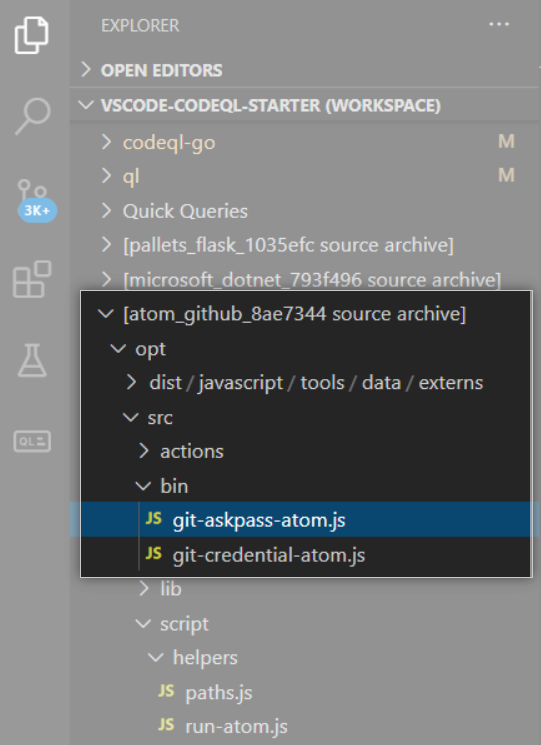 EXPLORER ...
OPEN EDITORS
VSCODE-CODEQL-STARTER (WORKSPACE)
codeql-go M
ql M
3K+
Quick Queries
[pallets_flask_1035efc source archive]
[microsoft_dotnet_793f496 source archive]
[atom_github_8ae7344 source archive]
opt
dist / javascript / tools / data / externs
src
QL
actions
bin
JS git-askpass-atom.js
JS git-credential-atom.js
lib
script
helpers
JS paths.js
JS run-atom.js